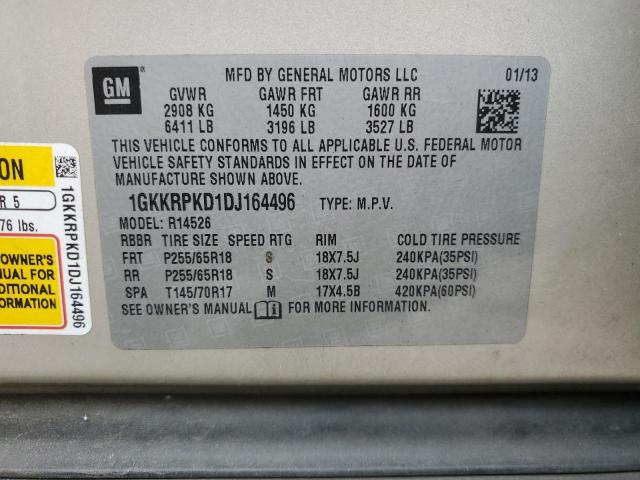 GM
®
MFD BY GENERAL MOTORS LLC 01/13
GVWR GAWR FRT GAWR RR
2908 KG 1450 KG 1600 KG
6411 LB 3196 LB 3527 LB
THIS VEHICLE CONFORMS TO ALL APPLICABLE U.S. FEDERAL MOTOR
VEHICLE SAFETY STANDARDS IN EFFECT ON THE DATE OF
MANUFACTURE SHOWN ABOVE.
1GKKRPKD1DJ164496 TYPE: M.P.V.
MODEL: R14526
RBBR TIRE SIZE SPEED RTG RIM COLD TIRE PRESSURE
FRT P255/65R18 S 18X7.5J 240KPA(35PSI)
RR P255/65R18 S 18X7.5J 240KPA(35PSI)
SPA T145/70R17 M 17X4.5B 420KPA(60PSI)
SEE OWNER'S MANUAL FOR MORE INFORMATION.
ON
R 5
76 lbs.
OWNER'S
MANUAL FOR
ADDITIONAL
INFORMATION
1GKKRPKD1DJ164496